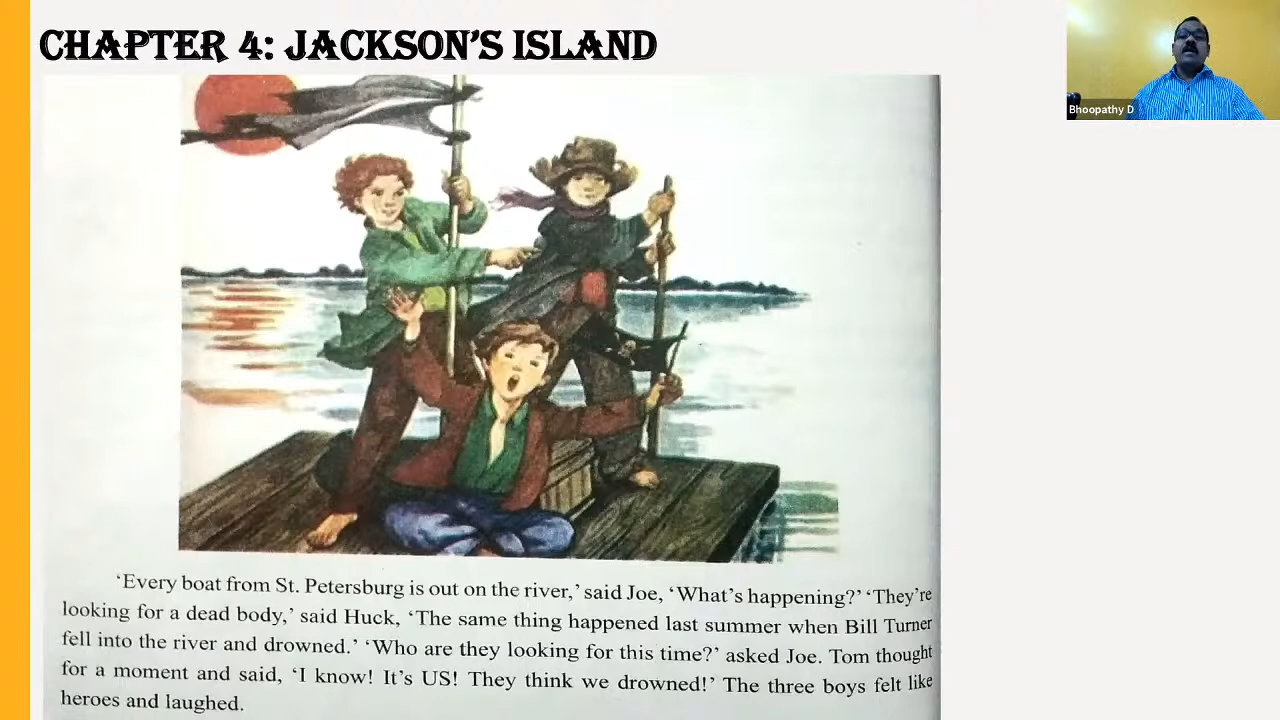 CHAPTER 4: JACKSON'S ISLAND
Bhoopathy D
'Every boat from St. Petersburg is out on the river,' said Joe, 'What's happening?' 'They're
looking for a dead body,' said Huck, 'The same thing happened last summer when Bill Turner
fell into the river and drowned.' 'Who are they looking for this time?' asked Joe. Tom thought
for a moment and said, 'I know! It's US! They think we drowned!' The three boys felt like
heroes and laughed.